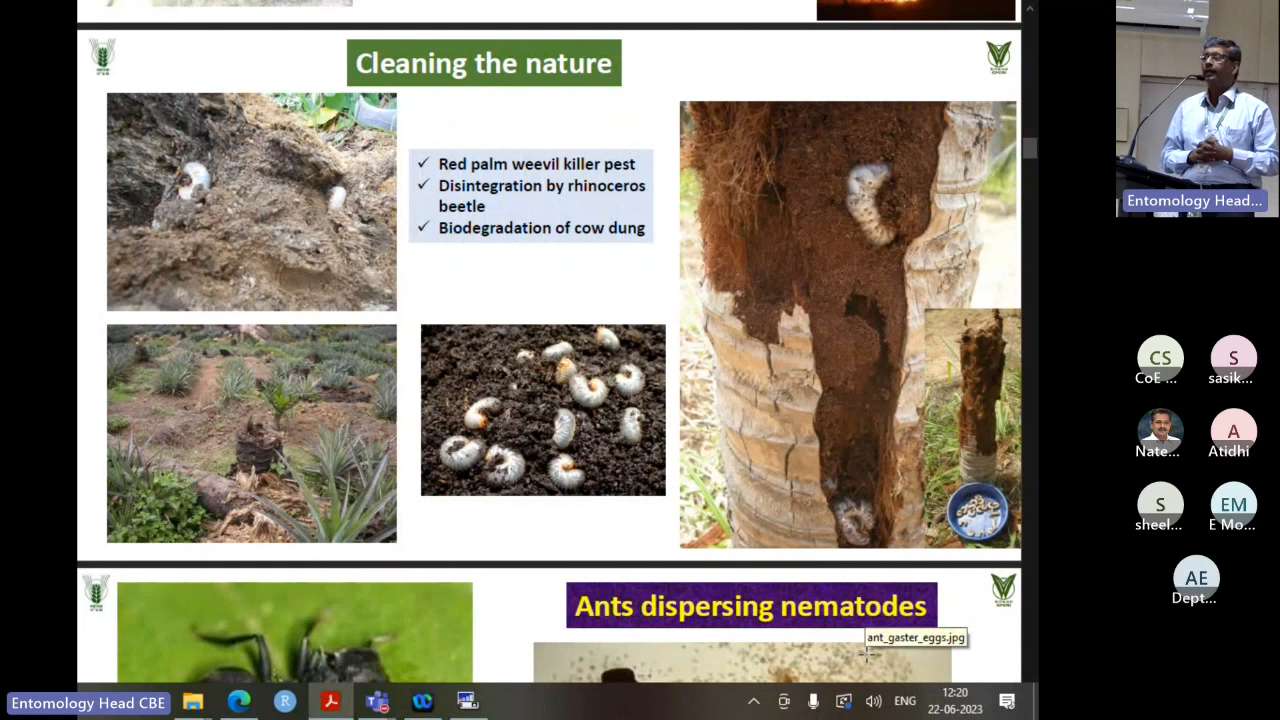 Cleaning the nature
✓ Red palm weevil killer pest
✓ Disintegration by rhinoceros
beetle
✓ Biodegradation of cow dung
Ants dispersing nematodes
ant_gaster_eggs.jpg
Entomology Head...
CS
CoE ...
S
sasik...
Nate...
A
Atidhi
S
sheel...
EM
E Mo...
AE
Dept...
Entomology Head CBE
R
ENG
12:20
22-06-2023